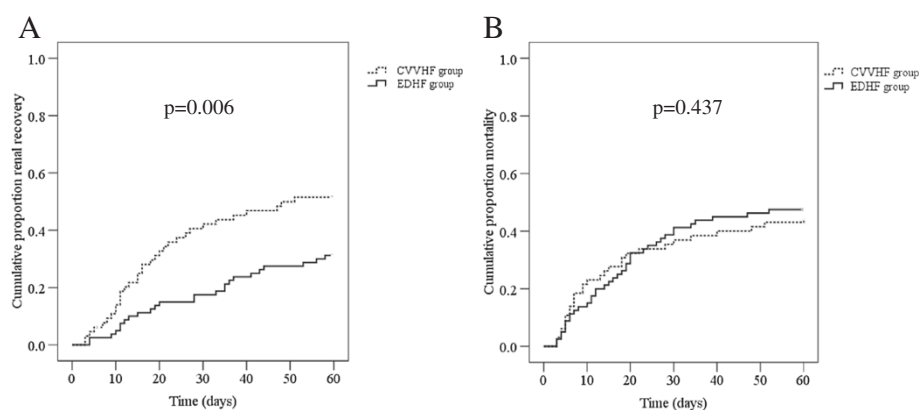 A
1.0
0.8
0.6
0.4
0.2
0.0
Cumulative proportion renal recovery
p=0.006
CVVHF group
EDHF group
0 10 20 30 40 50 60
Time (days)
B
1.0
0.8
0.6
0.4
0.2
0.0
Cumulative proportion mortality
p=0.437
CVVHF group
EDHF group
0 10 20 30 40 50 60
Time (days)